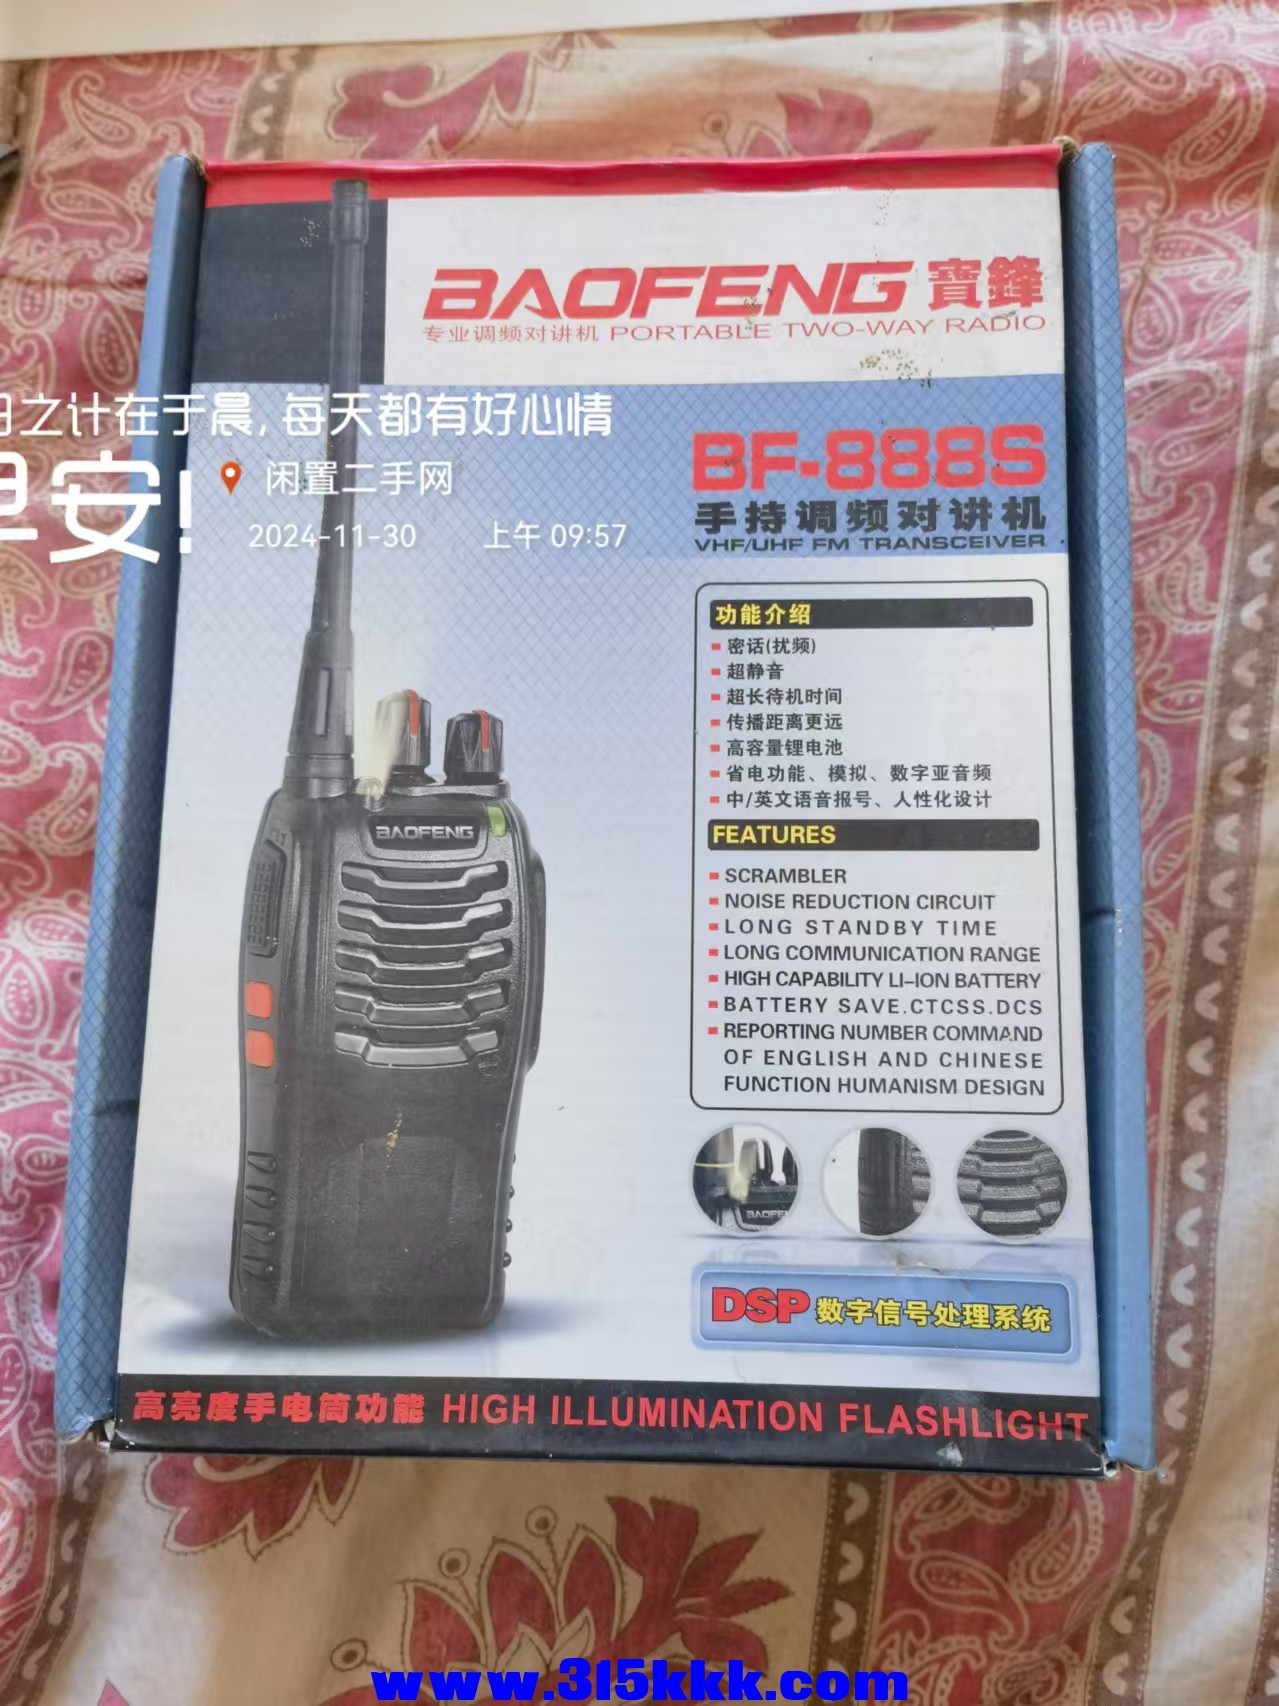 BAOFENG 寶鋒
专业调频对讲机 PORTABLE TWO-WAY RADIO
日之计在于晨,每天都有好心情
早安!
闲置二手网
2024-11-30 上午 09:57
BF-888S
手持调频对讲机
VHF/UHF FM TRANSCEIVER
功能介绍
密话(扰频)
超静音
超长待机时间
传播距离更远
高容量锂电池
省电功能、模拟、数字亚音频
中/英文语音报号、人性化设计
FEATURES
SCRAMBLER
NOISE REDUCTION CIRCUIT
LONG STANDBY TIME
LONG COMMUNICATION RANGE
HIGH CAPABILITY LI-ION BATTERY
BATTERY SAVE.CTCSS.DCS
REPORTING NUMBER COMMAND
OF ENGLISH AND CHINESE
FUNCTION HUMANISM DESIGN
BAOFENG
BAOFEN
DSP 数字信号处理系统
高亮度手电筒功能 HIGH ILLUMINATION FLASHLIGHT
www.315kkk.com